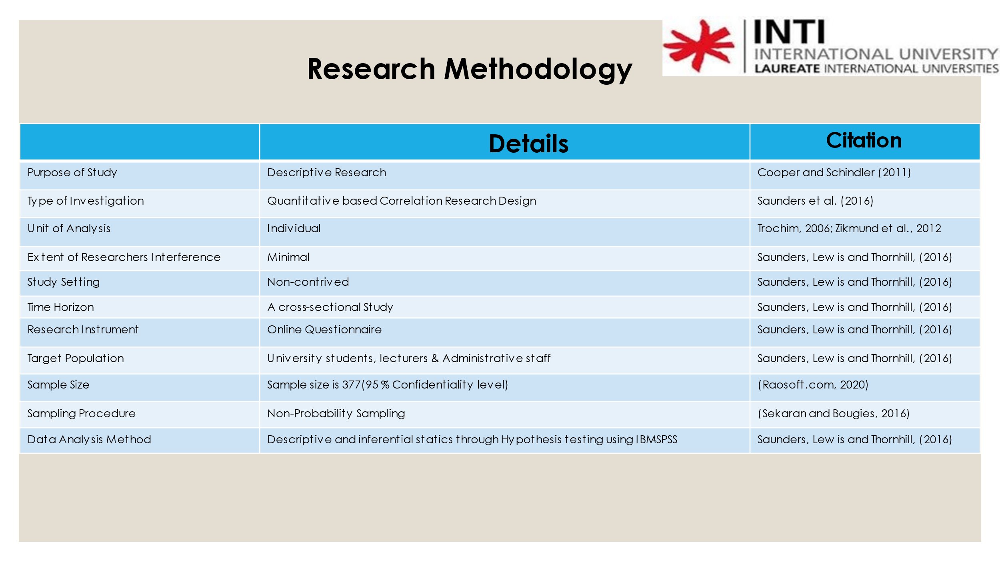 INTI
INTERNATIONAL UNIVERSITY
LAUREATE INTERNATIONAL UNIVERSITIES
Research Methodology
Details Citation
Purpose of Study Descriptive Research Cooper and Schindler (2011)
Type of Investigation Quantitative based Correlation Research Design Saunders et al. (2016)
Unit of Analysis Individual Trochim, 2006; Zikmund et al., 2012
Extent of Researchers Interference Minimal Saunders, Lewis and Thornhill, (2016)
Study Setting Non-contrived Saunders, Lewis and Thornhill, (2016)
Time Horizon A cross-sectional Study Saunders, Lewis and Thornhill, (2016)
Research Instrument Online Questionnaire Saunders, Lewis and Thornhill, (2016)
Target Population University students, lecturers & Administrative staff Saunders, Lewis and Thornhill, (2016)
Sample Size Sample size is 377(95 % Confidentiality level) (Raosoft.com, 2020)
Sampling Procedure Non-Probability Sampling (Sekaran and Bougies, 2016)
Data Analysis Method Descriptive and inferential statics through Hypothesis testing using IBMSPSS Saunders, Lewis and Thornhill, (2016)